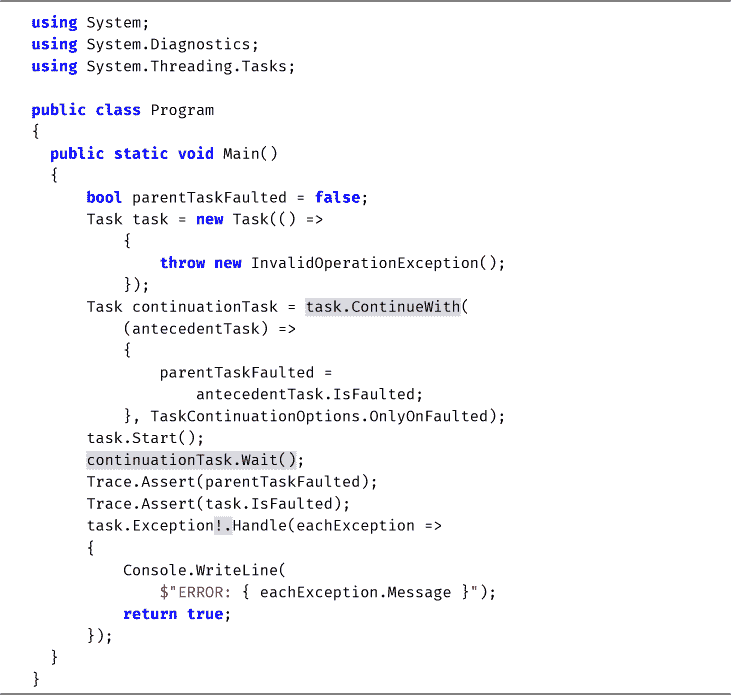 using System;
using System.Diagnostics;
using System.Threading.Tasks;

public class Program
{
  public static void Main()
  {
      bool parentTaskFaulted = false;
      Task task = new Task(() =>
          {
              throw new InvalidOperationException();
          });
      Task continuationTask = task.ContinueWith(
          (antecedentTask) =>
          {
              parentTaskFaulted =
                  antecedentTask.IsFaulted;
          }, TaskContinuationOptions.OnlyOnFaulted);
      task.Start();
      continuationTask.Wait();
      Trace.Assert(parentTaskFaulted);
      Trace.Assert(task.IsFaulted);
      task.Exception!.Handle(eachException =>
      {
          Console.WriteLine(
              $"ERROR: { eachException.Message }");
          return true;
      });
  }
}